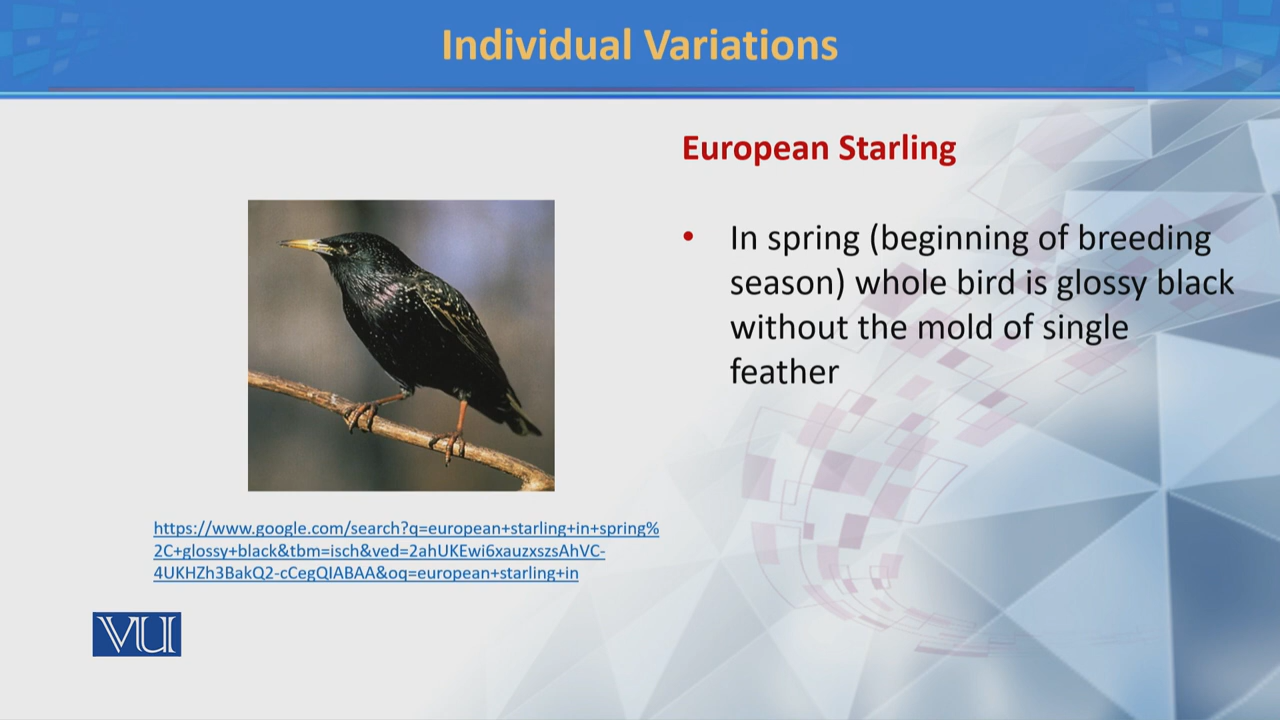 Individual Variations
European Starling
• In spring (beginning of breeding
season) whole bird is glossy black
without the mold of single
feather
https://www.google.com/search?q=european+starling+in+spring%
2C+glossy+black&tbm=isch&ved=2ahUKEwi6xauzxszsAhVC-
4UKHZh3BakQ2-cCegQIABAA&oq=european+starling+in
VU